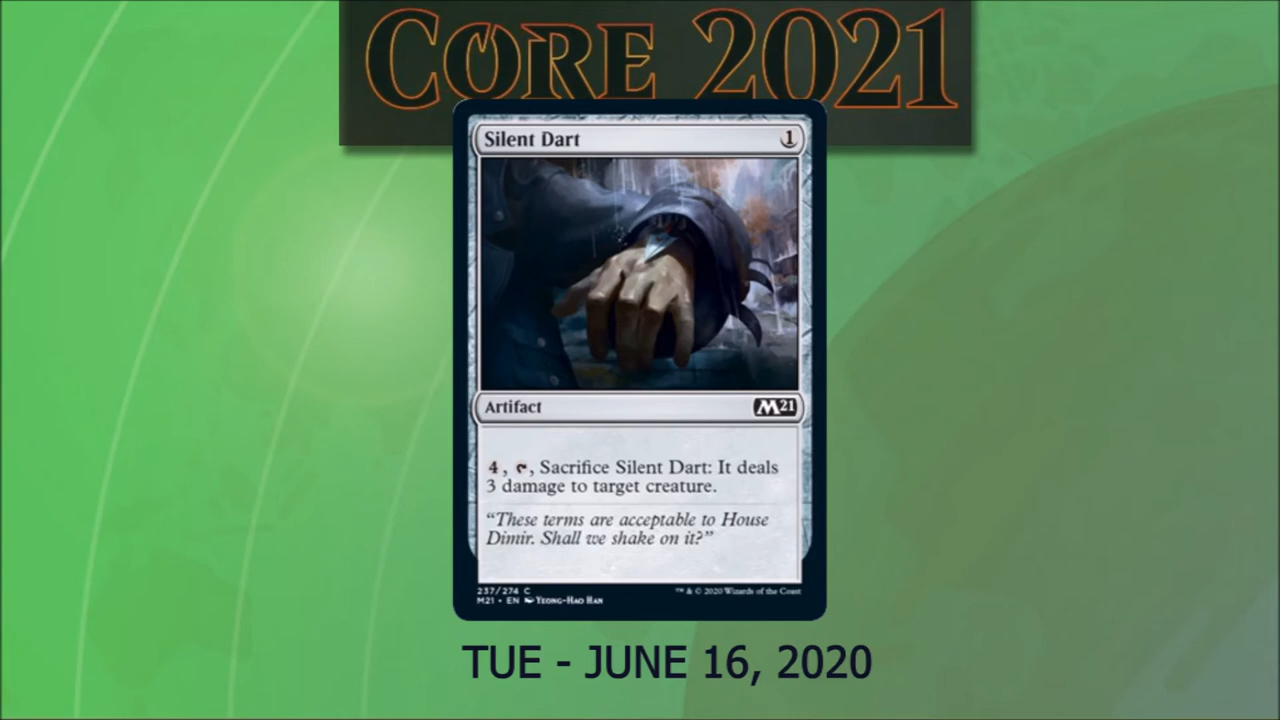 CORE 2021
Silent Dart 1
Artifact M21
4, , Sacrifice Silent Dart: It deals
3 damage to target creature.
“These terms are acceptable to House
Dimir. Shall we shake on it?”
237/274 C ™ & © 2020 Wizards of the Coast
M21 • EN YEONG-HAO HAN
TUE - JUNE 16, 2020